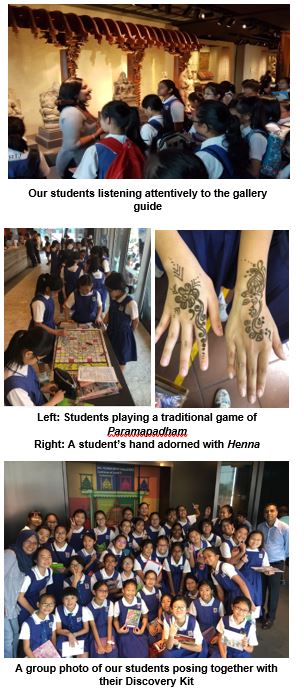 Our students listening attentively to the gallery
guide
Left: Students playing a traditional game of
Paramapadham
Right: A student's hand adorned with Henna
A group photo of our students posing together with
their Discovery Kit